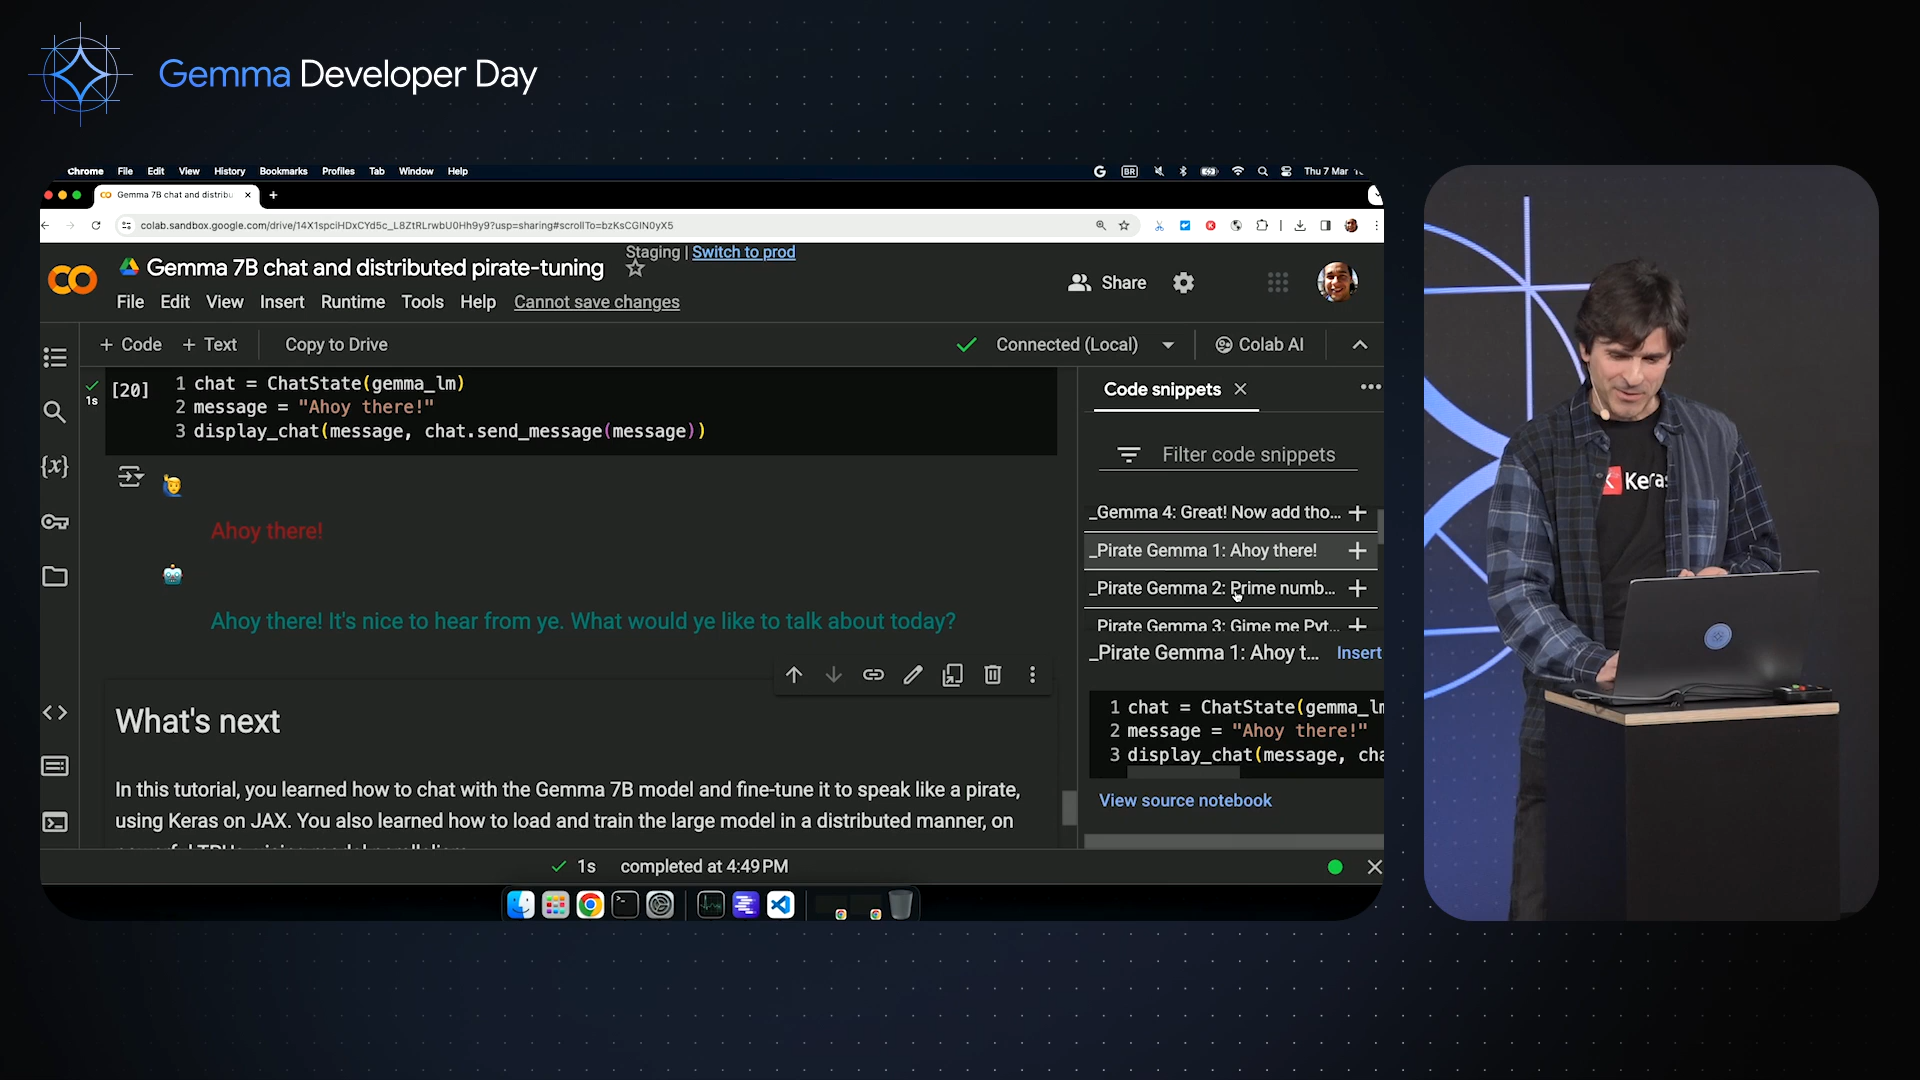 Gemma Developer Day
Chrome File Edit View History Bookmarks Profiles Tab Window Help
BR
Thu 7 Mar
Gemma 7B chat and distribu
colab.sandbox.google.com/drive/14X1spciHDxCYd5c_L8ZtRLrwbU0Hh9y9?usp=sharing#scrollTo=bzKsCGIN0yX5
Staging | Switch to prod
Gemma 7B chat and distributed pirate-tuning
File Edit View Insert Runtime Tools Help Cannot save changes
Share
+ Code + Text Copy to Drive
Connected (Local)
Colab AI
1s
[20]
1 chat = ChatState(gemma_lm)
2 message = "Ahoy there!"
3 display_chat(message, chat.send_message(message))
Ahoy there!
Ahoy there! It's nice to hear from ye. What would ye like to talk about today?
What's next
In this tutorial, you learned how to chat with the Gemma 7B model and fine-tune it to speak like a pirate,
using Keras on JAX. You also learned how to load and train the large model in a distributed manner, on
Code snippets
Filter code snippets
_Gemma 4: Great! Now add tho...
_Pirate Gemma 1: Ahoy there!
_Pirate Gemma 2: Prime numb...
Pirate Gemma 3: Gime me Pyt...
_Pirate Gemma 1: Ahoy t... Insert
1 chat = ChatState(gemma_lm
2 message = "Ahoy there!"
3 display_chat(message, cha
View source notebook
1s completed at 4:49 PM
K Keras